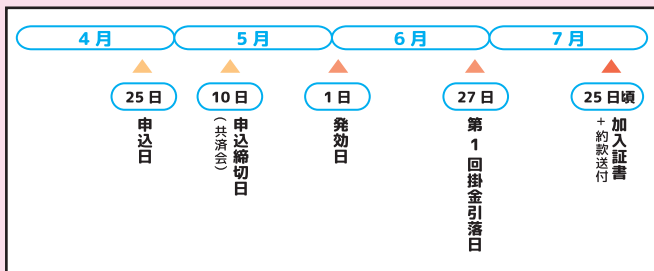 4月
5月
6月
7月
25日
申込日
10日
申込締切日
（共済会）
1日
発効日
27日
第1回掛金引落日
25日頃
加入証書
+約款送付